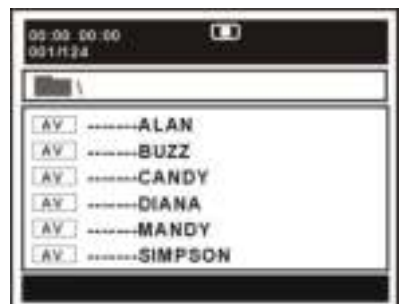 00:00 00:00
001/124
\
AV -------ALAN
AV -------BUZZ
AV -------CANDY
AV -------DIANA
AV -------MANDY
AV -------SIMPSON